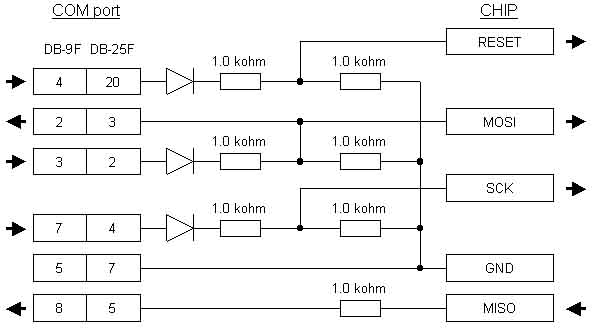 COM port CHIP
RESET
DB-9F DB-25F 1.0 kohm 1.0 kohm
4 20
2 3 MOSI
1.0 kohm 1.0 kohm
3 2
SCK
1.0 kohm 1.0 kohm
7 4
5 7 GND
1.0 kohm
8 5 MISO